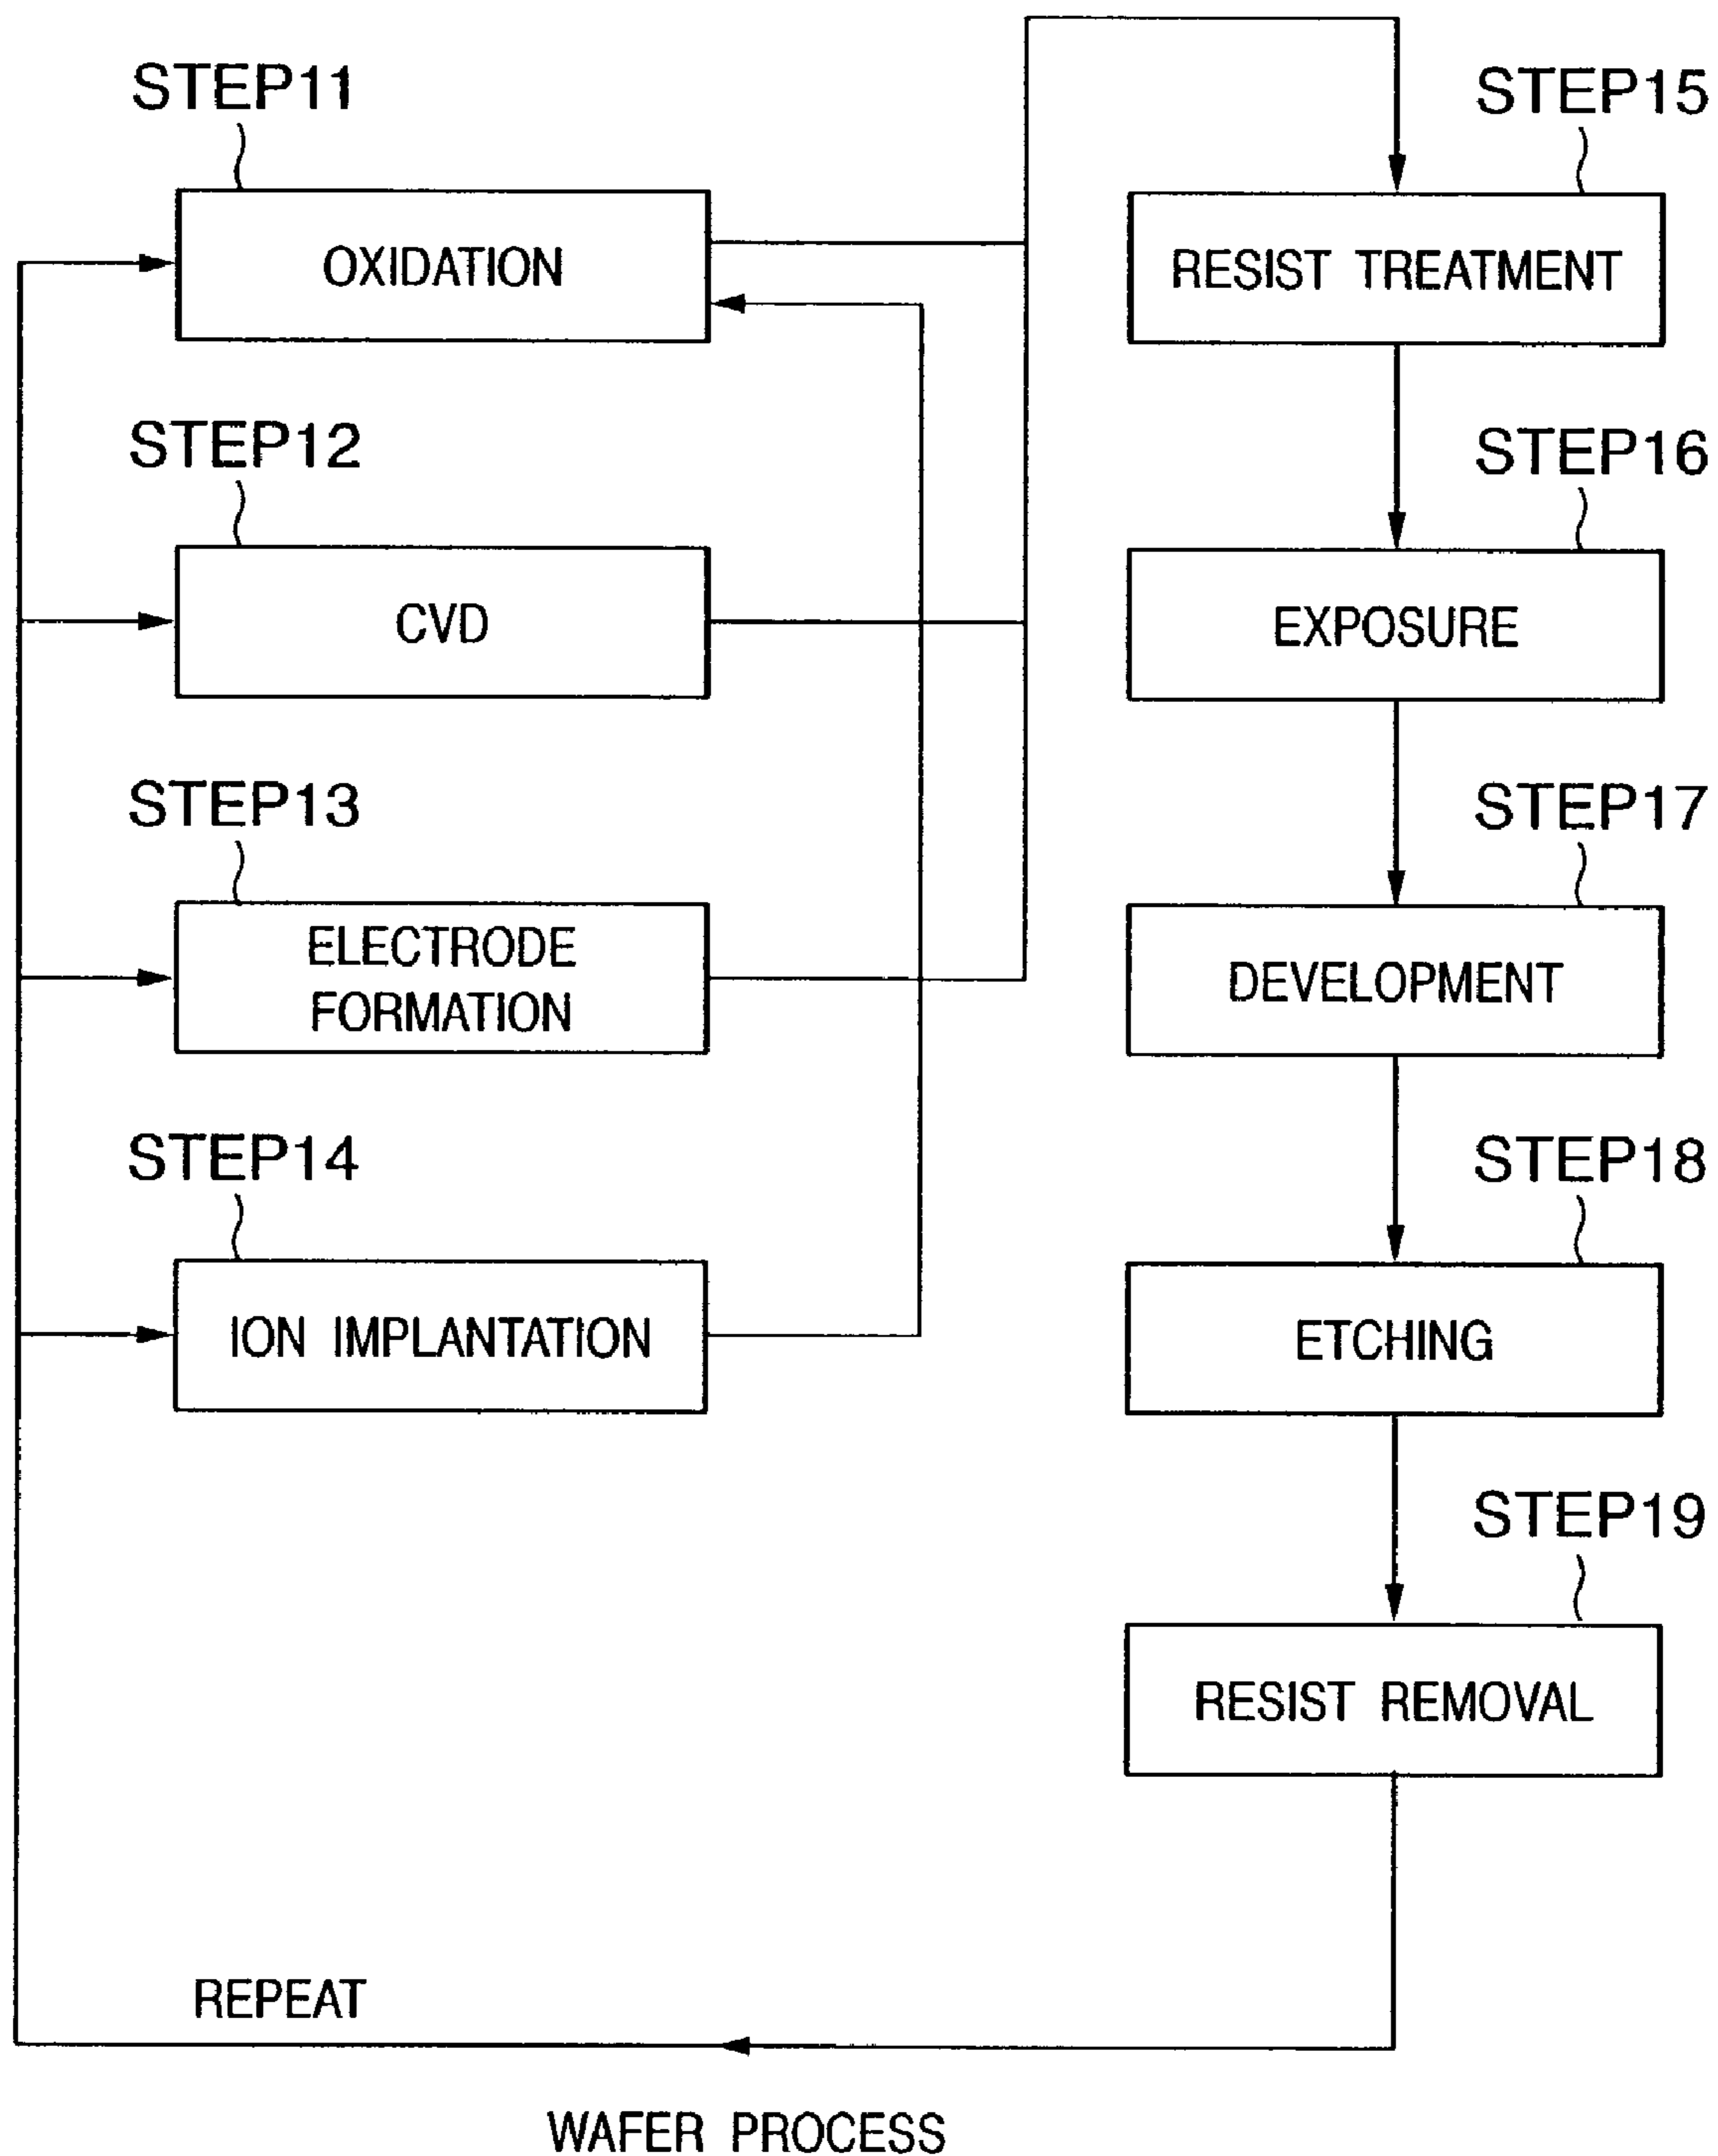 STEP11
OXIDATION
STEP12
CVD
STEP13
ELECTRODE
FORMATION
STEP14
ION IMPLANTATION
STEP15
RESIST TREATMENT
STEP16
EXPOSURE
STEP17
DEVELOPMENT
STEP18
ETCHING
STEP19
RESIST REMOVAL
REPEAT
WAFER PROCESS